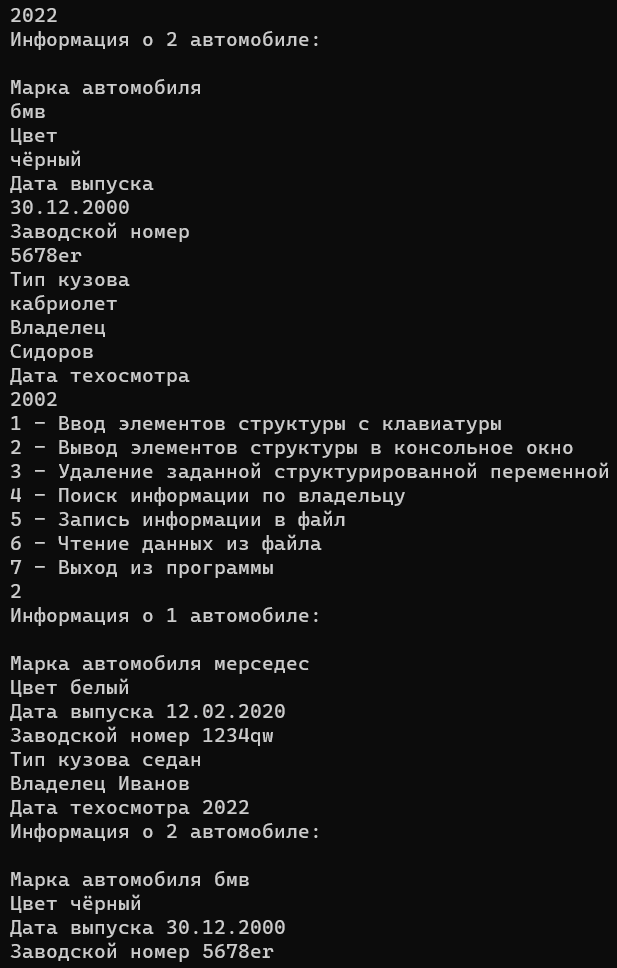 2022
Информация о 2 автомобиле:
Марка автомобиля
бмв
Цвет
чёрный
Дата выпуска
30.12.2000
Заводской номер
5678er
Тип кузова
кабриолет
Владелец
Сидоров
Дата техосмотра
2002
1 – Ввод элементов структуры с клавиатуры
2 – Вывод элементов структуры в консольное окно
3 – Удаление заданной структурированной переменной
4 – Поиск информации по владельцу
5 – Запись информации в файл
6 – Чтение данных из файла
7 – Выход из программы
2
Информация о 1 автомобиле:
Марка автомобиля мерседес
Цвет белый
Дата выпуска 12.02.2020
Заводской номер 1234qw
Тип кузова седан
Владелец Иванов
Дата техосмотра 2022
Информация о 2 автомобиле:
Марка автомобиля бмв
Цвет чёрный
Дата выпуска 30.12.2000
Заводской номер 5678er